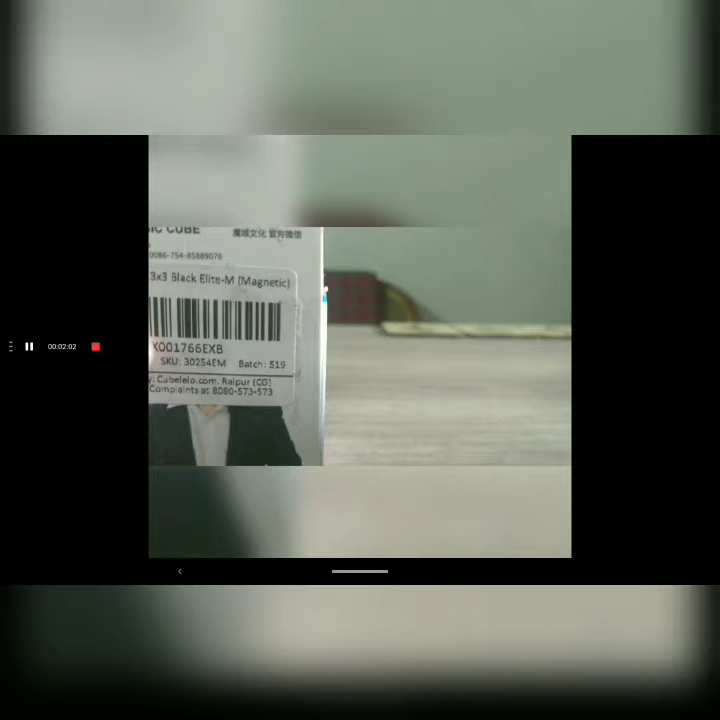 IC CUBE
魔域文化 官方微信
0086-754-85889076
3x3 Black Elite-M (Magnetic)
X001766EXB
SKU: 30254EM Batch: 519
y: Cubelelo.com, Raipur (CG)
Complaints at 8080-573-573
00:02:02